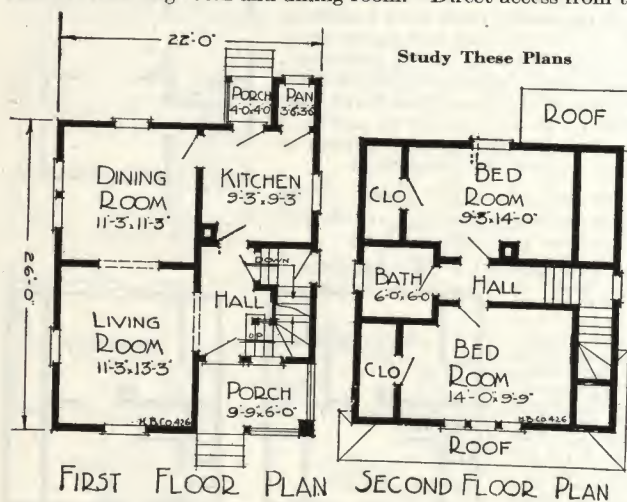 and dining room. Direct access from
22'-0"
Study These Plans
PORCH
4'-0"x4'-0"
PAN
3'-6"x3'-6"
DINING
ROOM
11'-3"x11'-3"
KITCHEN
9'-3"x9'-3"
26'-0"
DOWN
HALL
UP
LIVING
ROOM
11'-3"x13'-3"
PORCH
9'-9"x6'-0"
H.B.Co 426
FIRST FLOOR PLAN
ROOF
CLO
BED
ROOM
9'-3"x14'-0"
BATH
6'-0"x6'-0"
HALL
CLO
BED
ROOM
14'-0"x9'-9"
H.B.Co 426
ROOF
SECOND FLOOR PLAN